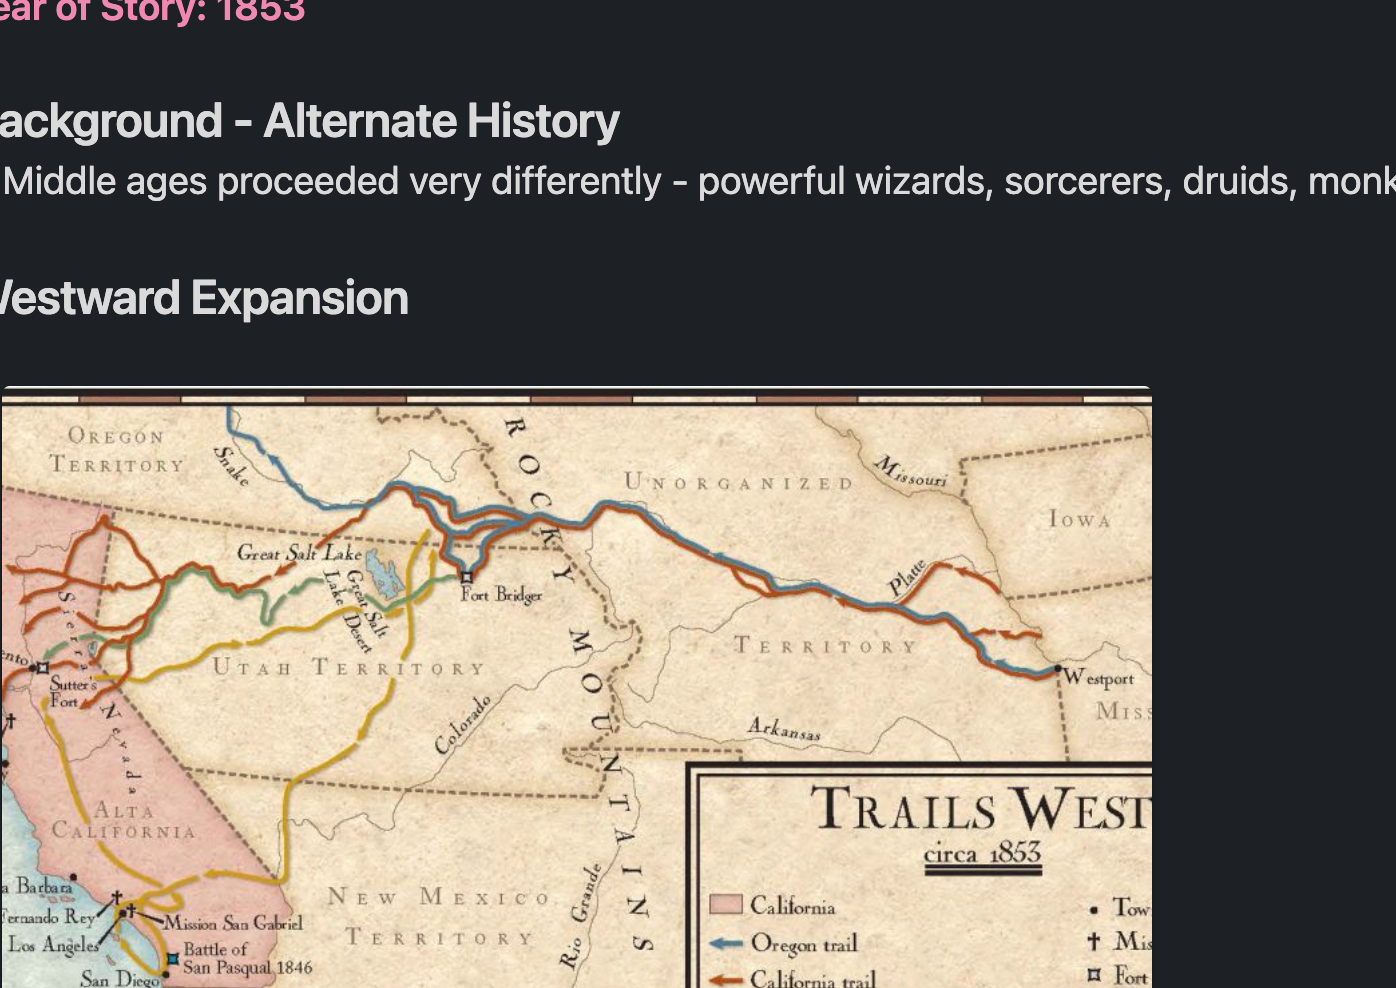 ear of Story: 1853
ackground - Alternate History
Middle ages proceeded very differently - powerful wizards, sorcerers, druids, monk
Westward Expansion
OREGON
TERRITORY
Snake
ROCKY MOUNTAINS
UNORGANIZED
Missouri
IOWA
Great Salt Lake
Great Salt
Lake Desert
Fort Bridger
Platte
Sierra Nevada
TERRITORY
UTAH TERRITORY
ento
Sutter's
Fort
Westport
MISS
Colorado
Arkansas
ALTA
CALIFORNIA
TRAILS WEST
circa 1853
a Barbara
Fernando Rey
Mission San Gabriel
Los Angeles
Battle of
San Pasqual 1846
San Diego
NEW MEXICO
TERRITORY
Rio Grande
California
Oregon trail
California trail
Tow
Mis
Fort